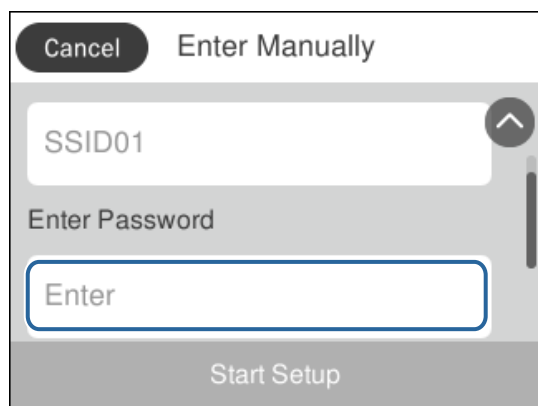 Cancel Enter Manually
SSID01
Enter Password
Enter
Start Setup